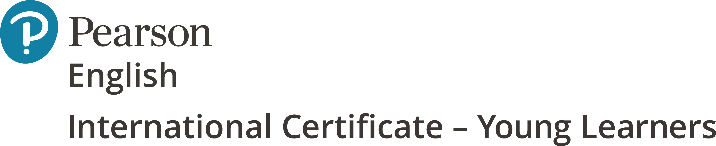 Pearson
English
International Certificate – Young Learners